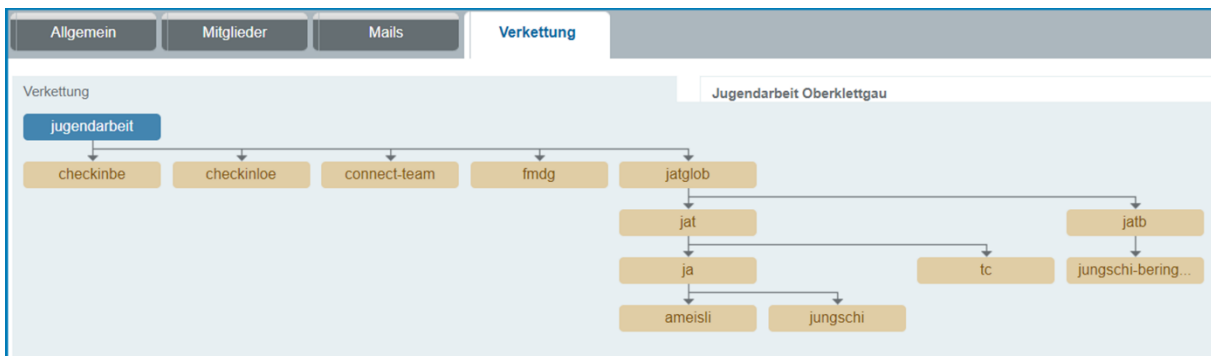 Allgemein Mitglieder Mails Verkettung
Verkettung
Jugendarbeit Oberklettgau
jugendarbeit
checkinbe checkinloe connect-team fmdg jatglob
jat jatb
ja tc jungschi-bering...
ameisli jungschi